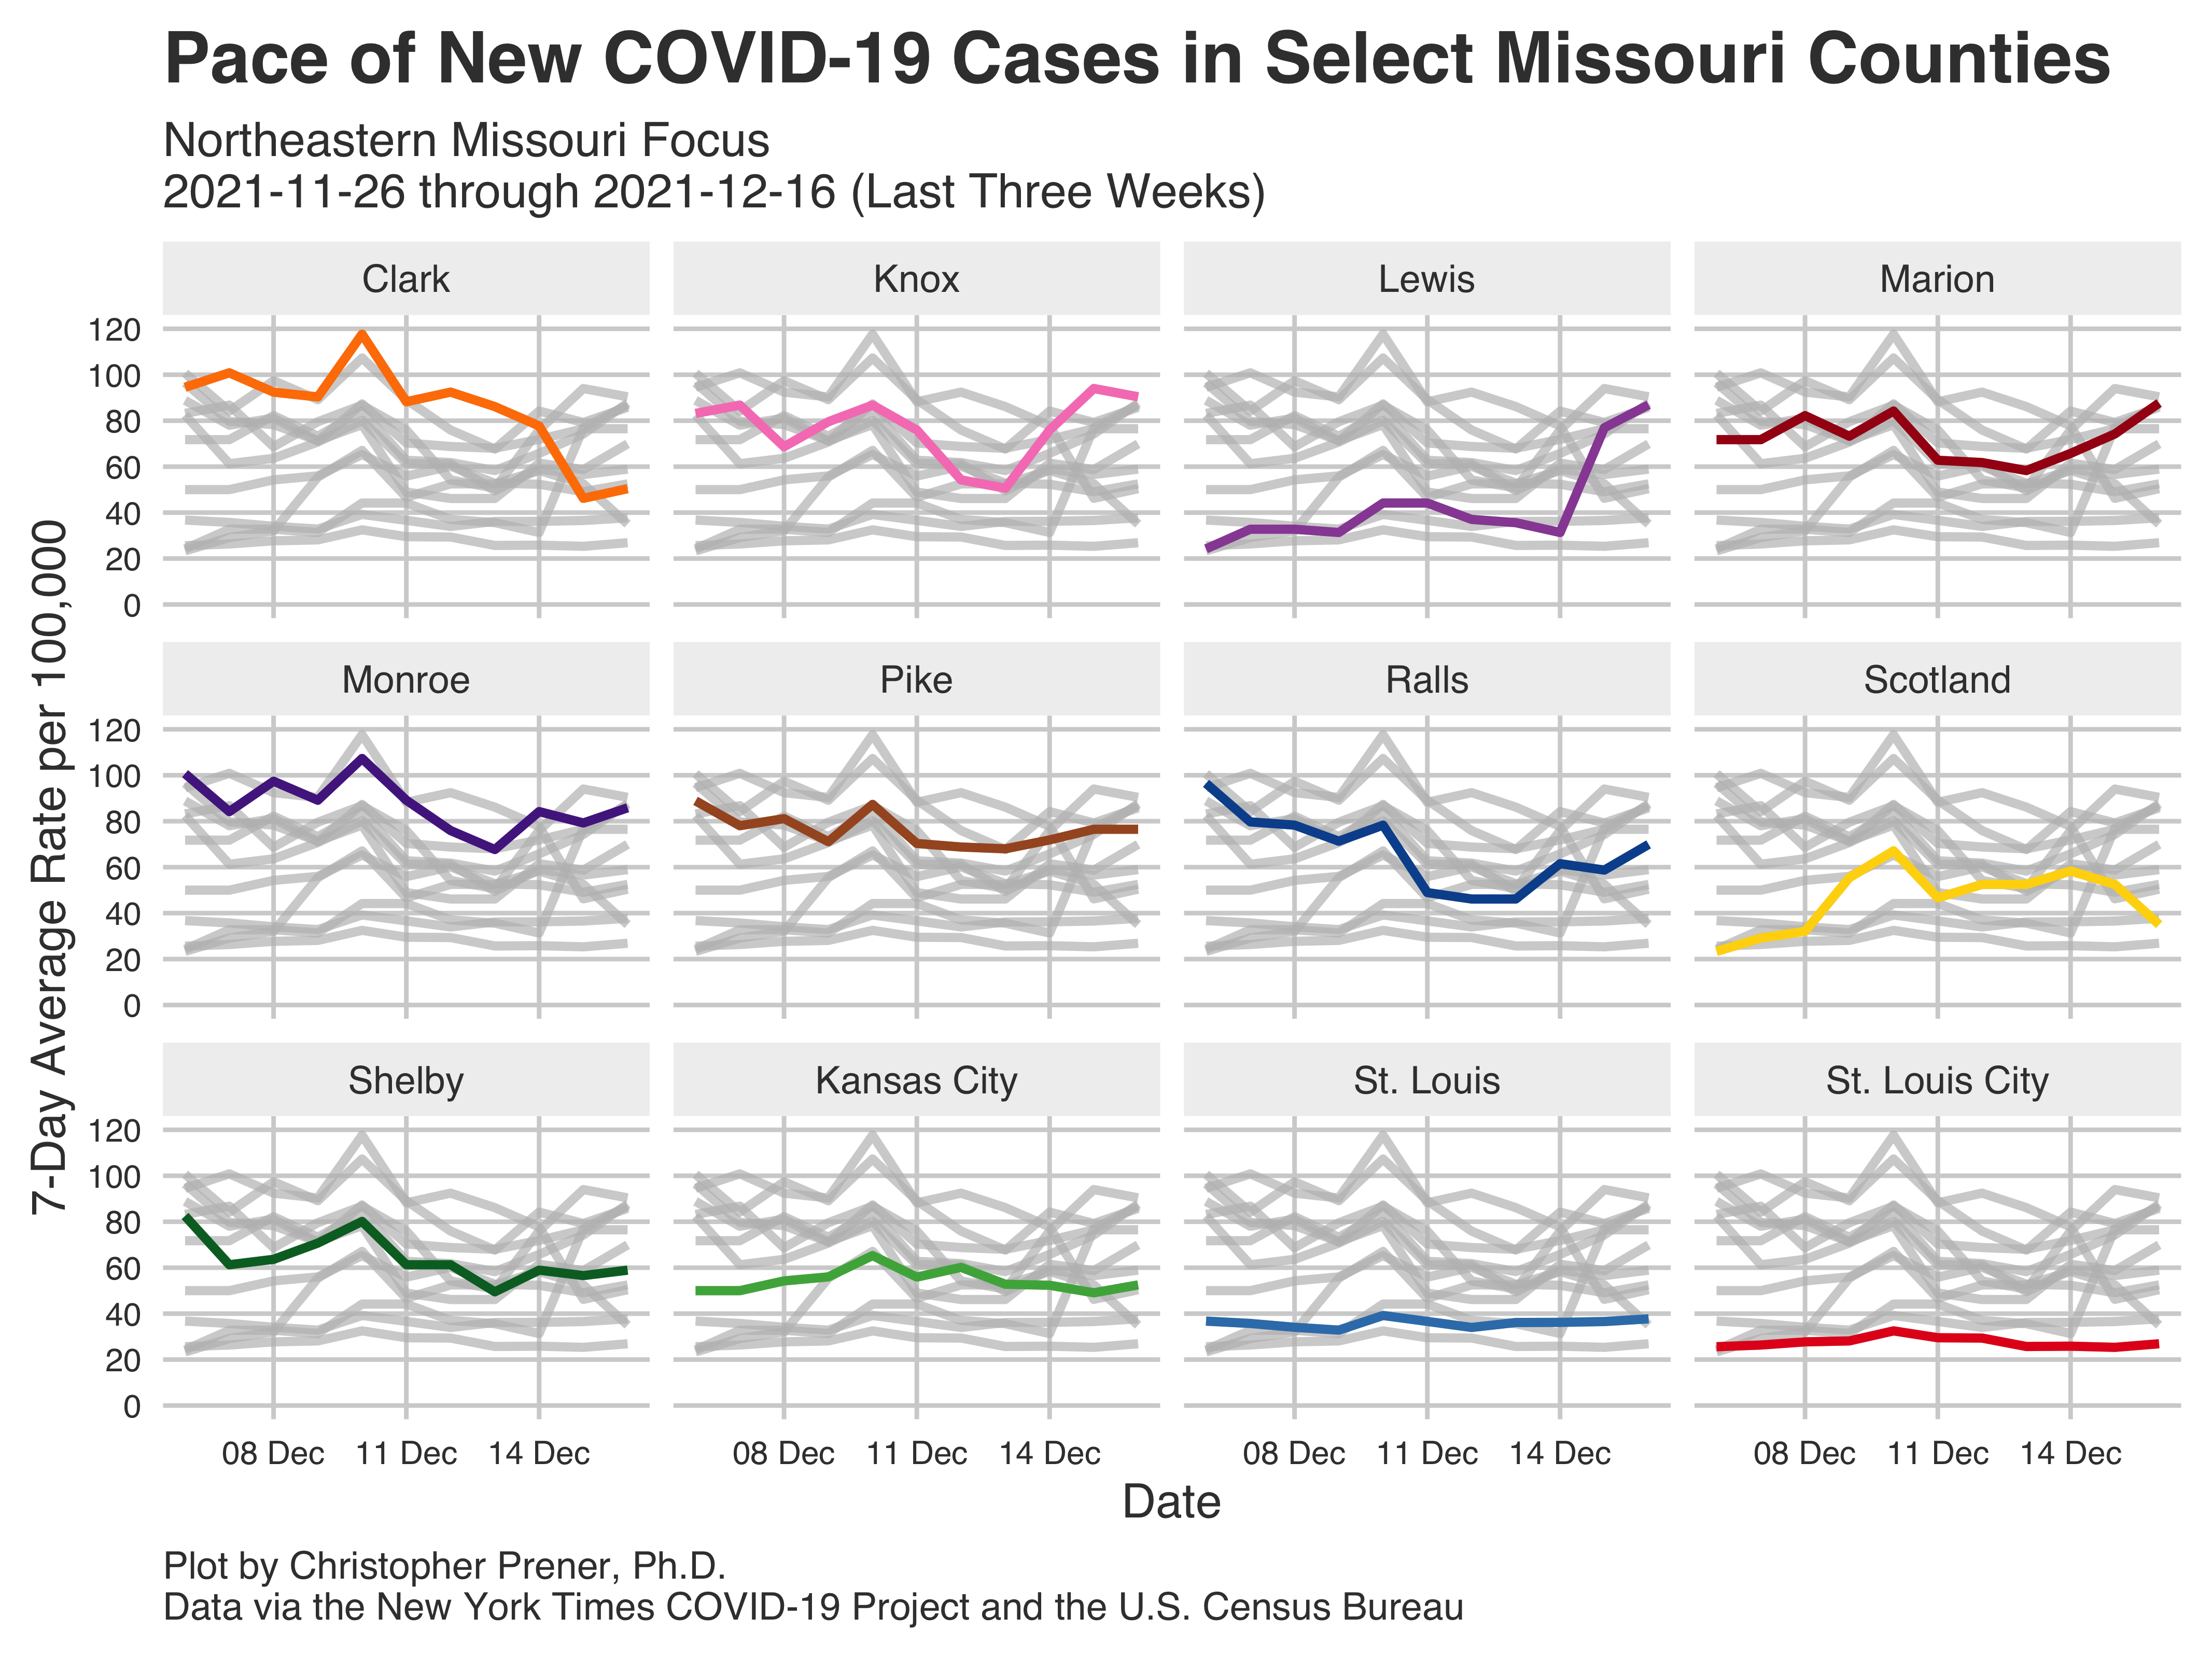 Pace of New COVID-19 Cases in Select Missouri Counties
Northeastern Missouri Focus
2021-11-26 through 2021-12-16 (Last Three Weeks)
7-Day Average Rate per 100,000
Clark
Knox
Lewis
Marion
120
100
80
60
40
20
0
Monroe
Pike
Ralls
Scotland
120
100
80
60
40
20
0
Shelby
Kansas City
St. Louis
St. Louis City
120
100
80
60
40
20
0
08 Dec 11 Dec 14 Dec
08 Dec 11 Dec 14 Dec
08 Dec 11 Dec 14 Dec
08 Dec 11 Dec 14 Dec
Date
Plot by Christopher Prener, Ph.D.
Data via the New York Times COVID-19 Project and the U.S. Census Bureau